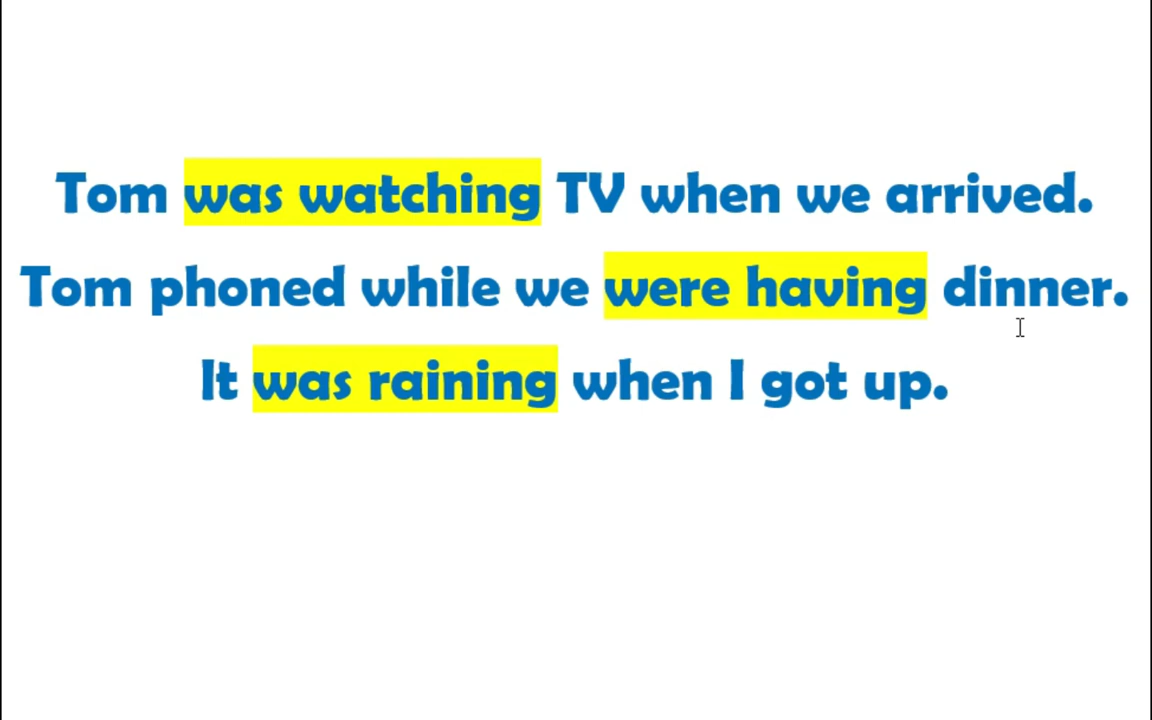 Tom was watching TV when we arrived.
Tom phoned while we were having dinner.
It was raining when I got up.